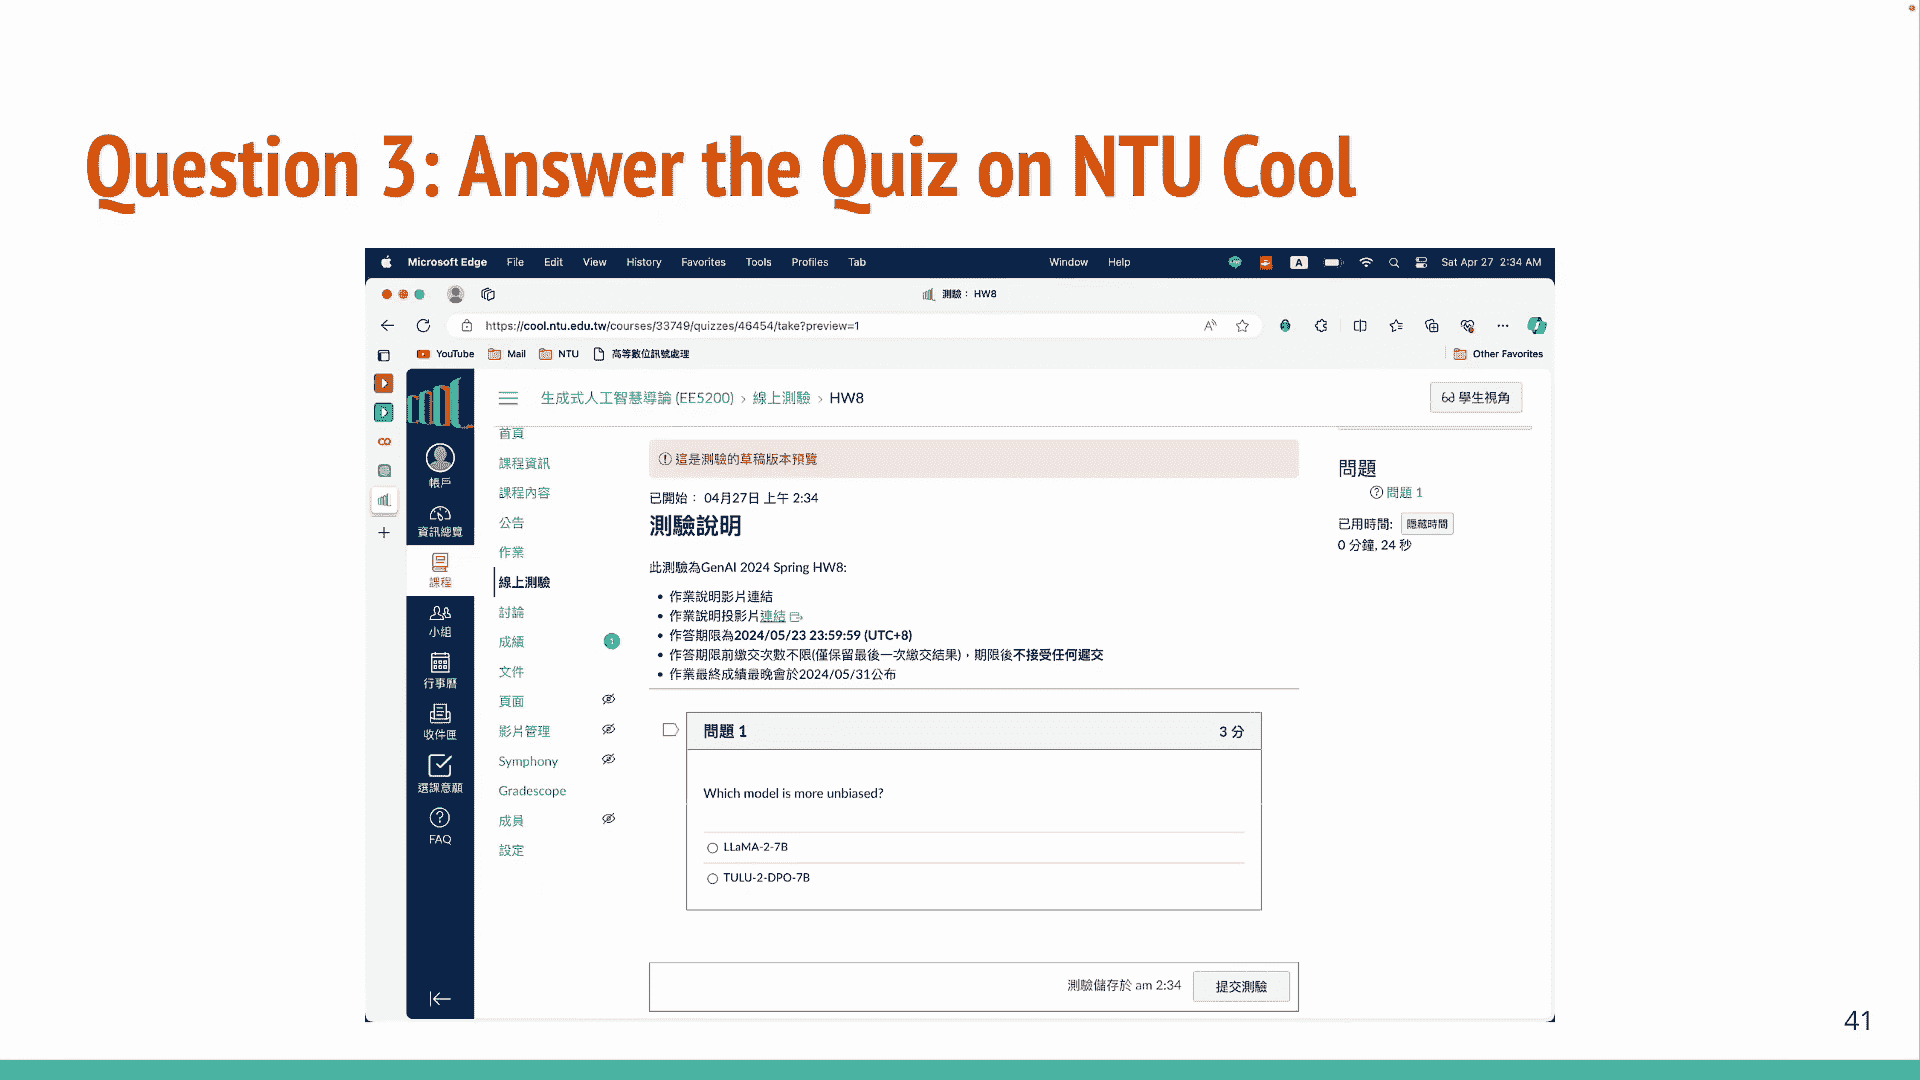 Question 3: Answer the Quiz on NTU Cool
Microsoft Edge File Edit View History Favorites Tools Profiles Tab Window Help A Sat Apr 27 2:34 AM
測驗： HW8
https://cool.ntu.edu.tw/courses/33749/quizzes/46454/take?preview=1
YouTube Mail NTU 高等數位訊號處理 Other Favorites
生成式人工智慧導論 (EE5200) › 線上測驗 › HW8
學生視角
帳戶
資訊總覽
課程
小組
行事曆
收件匣
選課意願
FAQ
首頁
課程資訊
課程內容
公告
作業
線上測驗
討論
成績 1
文件
頁面
影片管理
Symphony
Gradescope
成員
設定
這是測驗的草稿版本預覽
已開始： 04月27日 上午 2:34
測驗說明
此測驗為GenAI 2024 Spring HW8:
• 作業說明影片連結
• 作業說明投影片連結
• 作答期限為2024/05/23 23:59:59 (UTC+8)
• 作答期限前繳交次數不限(僅保留最後一次繳交結果)，期限後不接受任何遲交
• 作業最終成績最晚會於2024/05/31公布
問題 1 3 分
Which model is more unbiased?
LLaMA-2-7B
TULU-2-DPO-7B
測驗儲存於 am 2:34 提交測驗
問題
問題 1
已用時間: 隱藏時間
0 分鐘, 24 秒
41